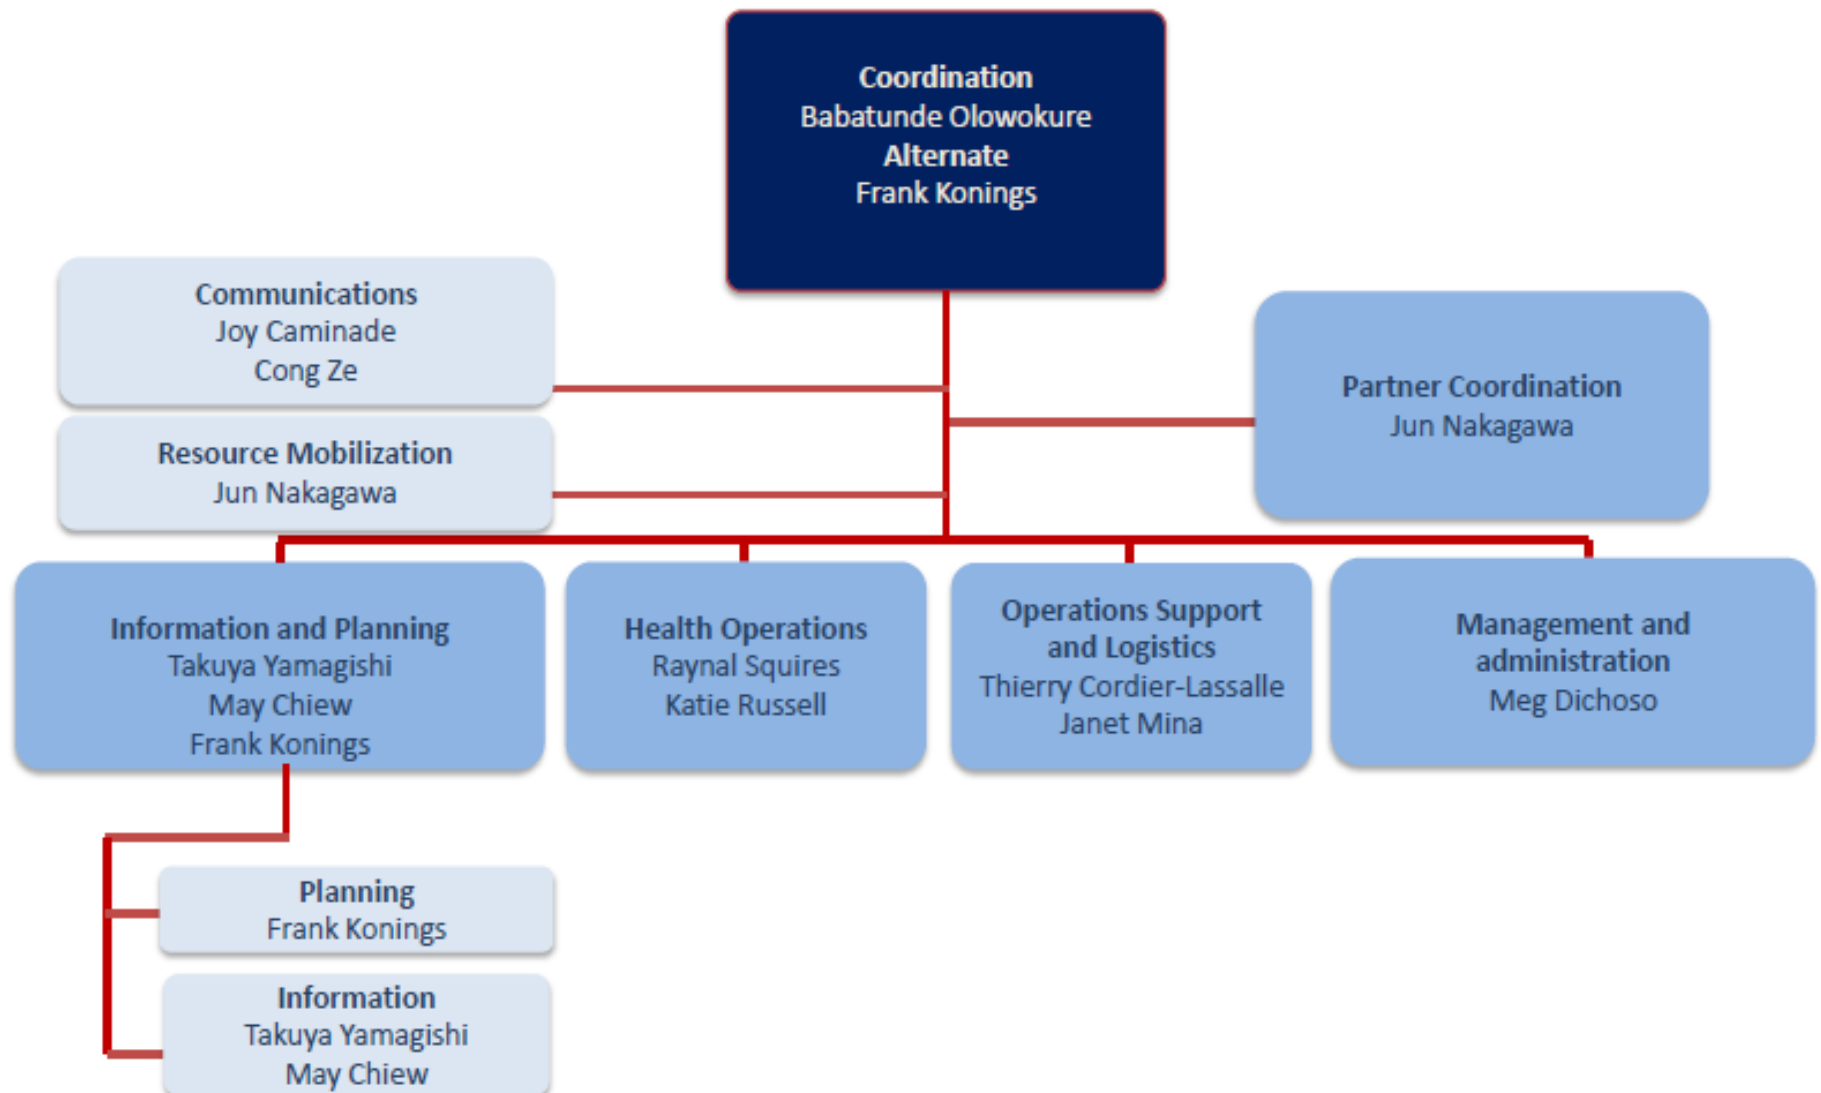 Coordination
Babatunde Olowokure
Alternate
Frank Konings
Communications
Joy Caminade
Cong Ze
Resource Mobilization
Jun Nakagawa
Partner Coordination
Jun Nakagawa
Information and Planning
Takuya Yamagishi
May Chiew
Frank Konings
Health Operations
Raynal Squires
Katie Russell
Operations Support
and Logistics
Thierry Cordier-Lassalle
Janet Mina
Management and
administration
Meg Dichoso
Planning
Frank Konings
Information
Takuya Yamagishi
May Chiew